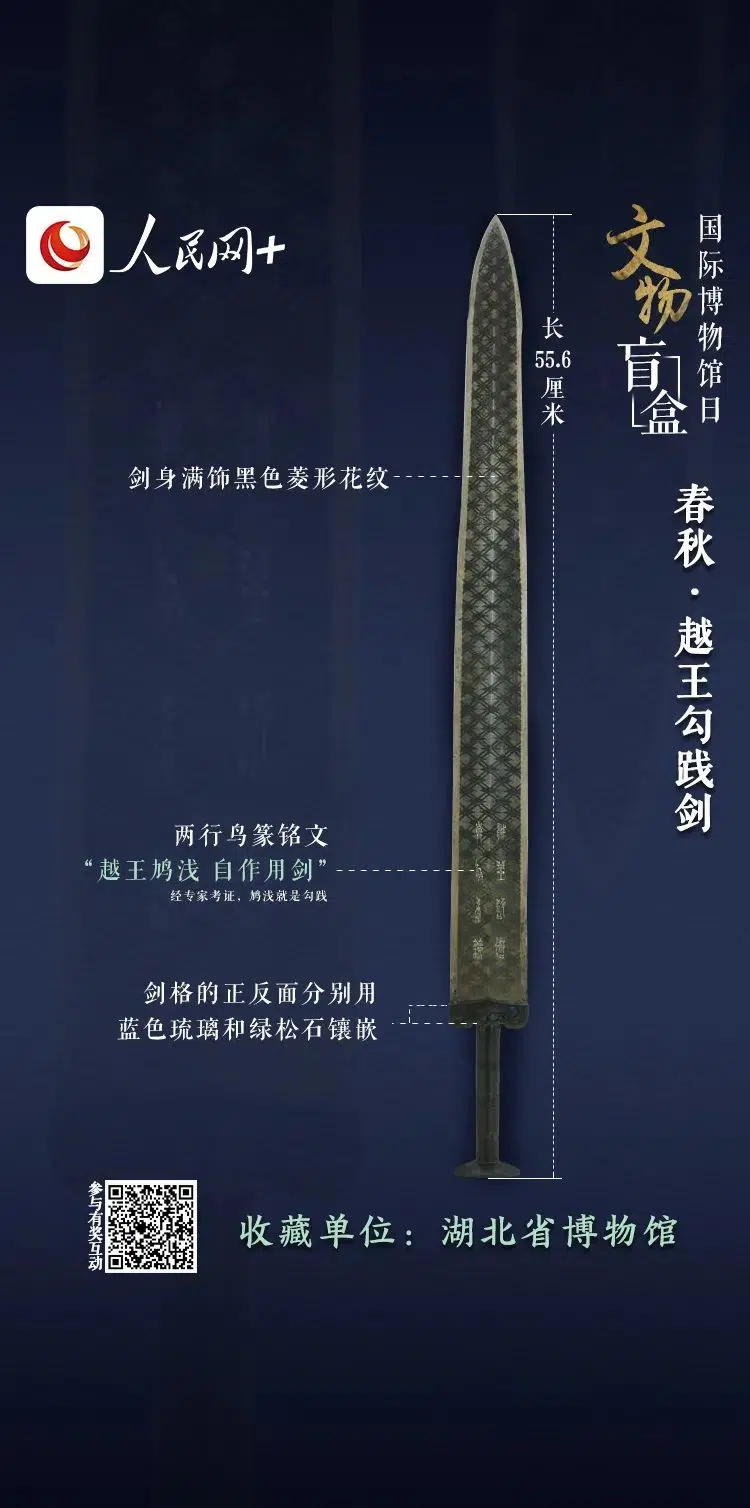 人民网+
国际博物馆日
文物
盲盒
长
55.6
厘米
剑身满饰黑色菱形花纹
春秋·越王勾践剑
两行鸟篆铭文
“越王鸠浅 自作用剑”
经专家考证，鸠浅就是勾践
剑格的正反面分别用
蓝色琉璃和绿松石镶嵌
参与有奖互动
收藏单位：湖北省博物馆